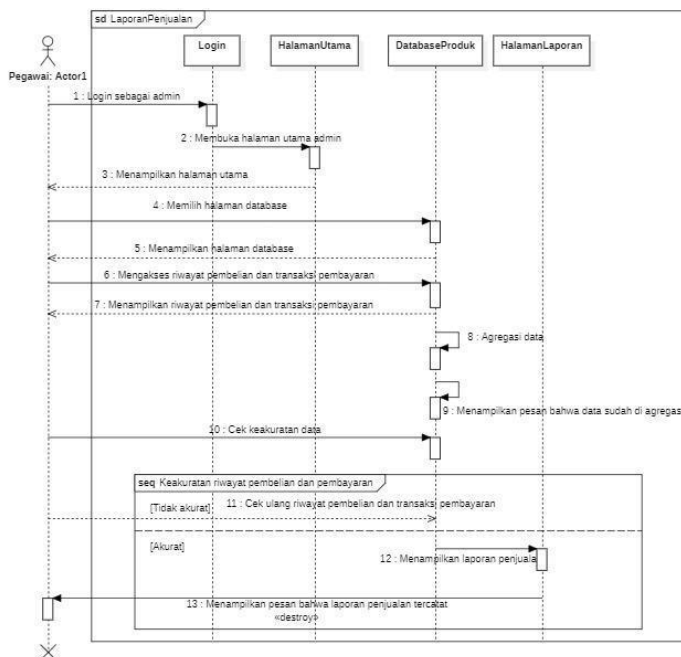 sd LaporanPenjualan
Login
HalamanUtama
DatabaseProduk
HalamanLaporan
Pegawai: Actor1
1 : Login sebagai admin
2 : Membuka halaman utama admin
3 : Menampilkan halaman utama
4 : Memilih halaman database
5 : Menampilkan halaman database
6 : Mengakses riwayat pembelian dan transaksi pembayaran
7 : Menampilkan riwayat pembelian dan transaksi pembayaran
8 : Agregasi data
9 : Menampilkan pesan bahwa data sudah di agregas
10 : Cek keakuratan data
seq Keakuratan riwayat pembelian dan pembayaran
[Tidak akurat]
11 : Cek ulang riwayat pembelian dan transaksi pembayaran
[Akurat]
12 : Menampilkan laporan penjuala
13 : Menampilkan pesan bahwa laporan penjualan tercatat
«destroy»